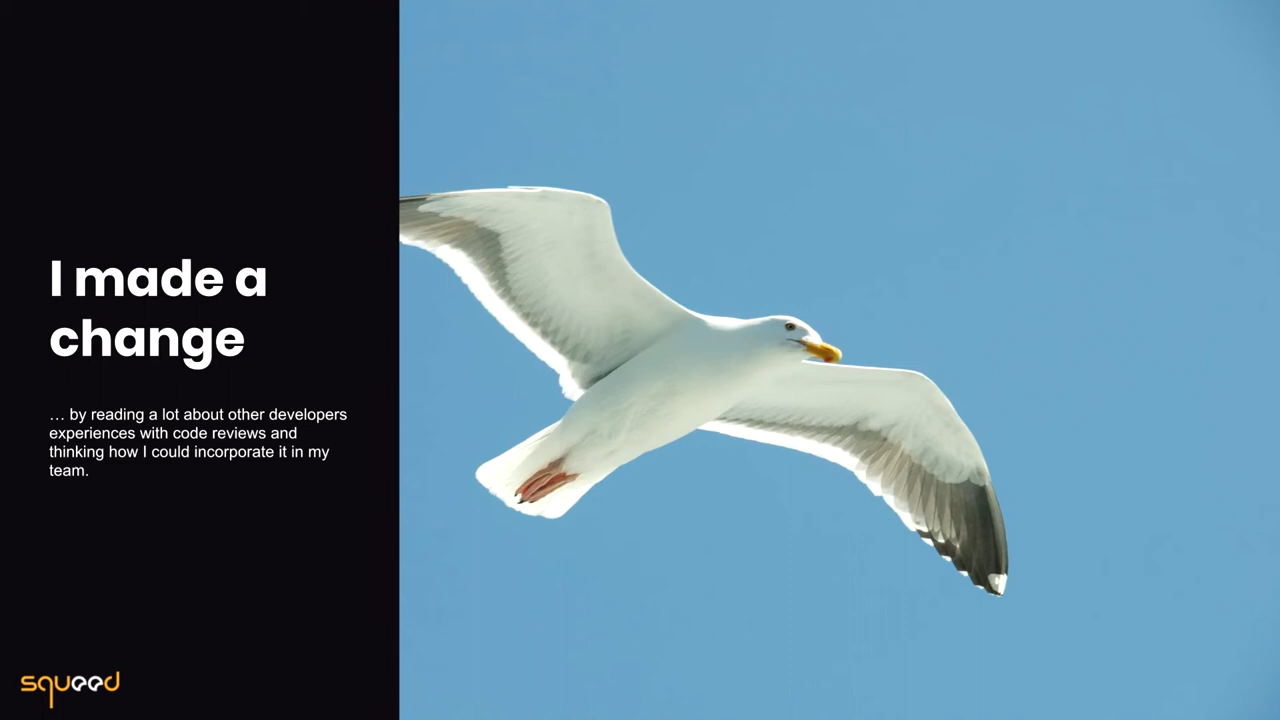 I made a
change
… by reading a lot about other developers
experiences with code reviews and
thinking how I could incorporate it in my
team.
squeed